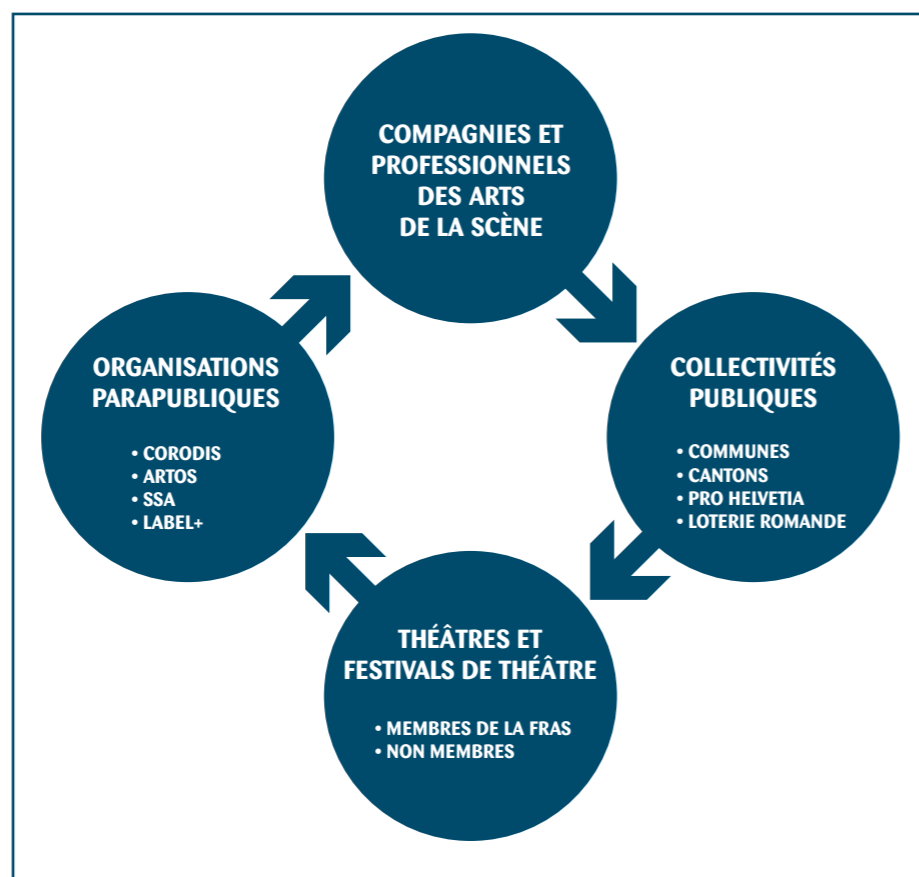 COMPAGNIES ET
PROFESSIONNELS
DES ARTS
DE LA SCÈNE
ORGANISATIONS
PARAPUBLIQUES
• CORODIS
• ARTOS
• SSA
• LABEL+
COLLECTIVITÉS
PUBLIQUES
• COMMUNES
• CANTONS
• PRO HELVETIA
• LOTERIE ROMANDE
THÉÂTRES ET
FESTIVALS DE THÉÂTRE
• MEMBRES DE LA FRAS
• NON MEMBRES